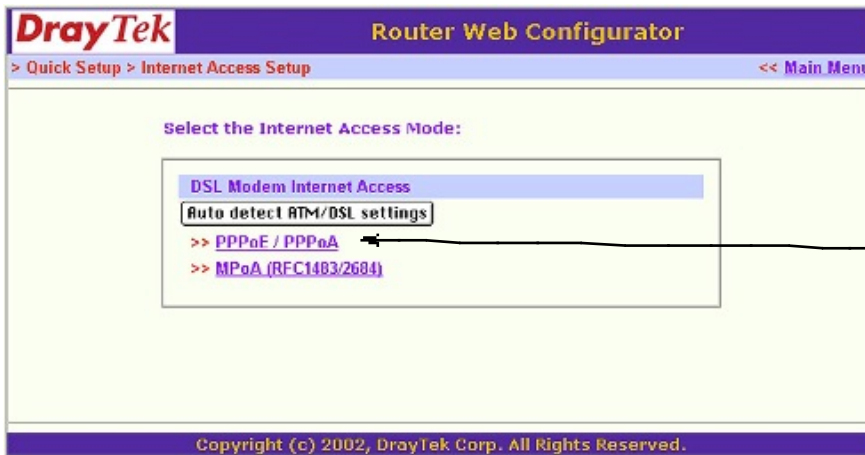 DrayTek Router Web Configurator
> Quick Setup > Internet Access Setup << Main Menu
Select the Internet Access Mode:
DSL Modem Internet Access
Auto detect ATM/DSL settings
>> PPPoE / PPPoA
>> MPoA (RFC1483/2684)
Copyright (c) 2002, DrayTek Corp. All Rights Reserved.